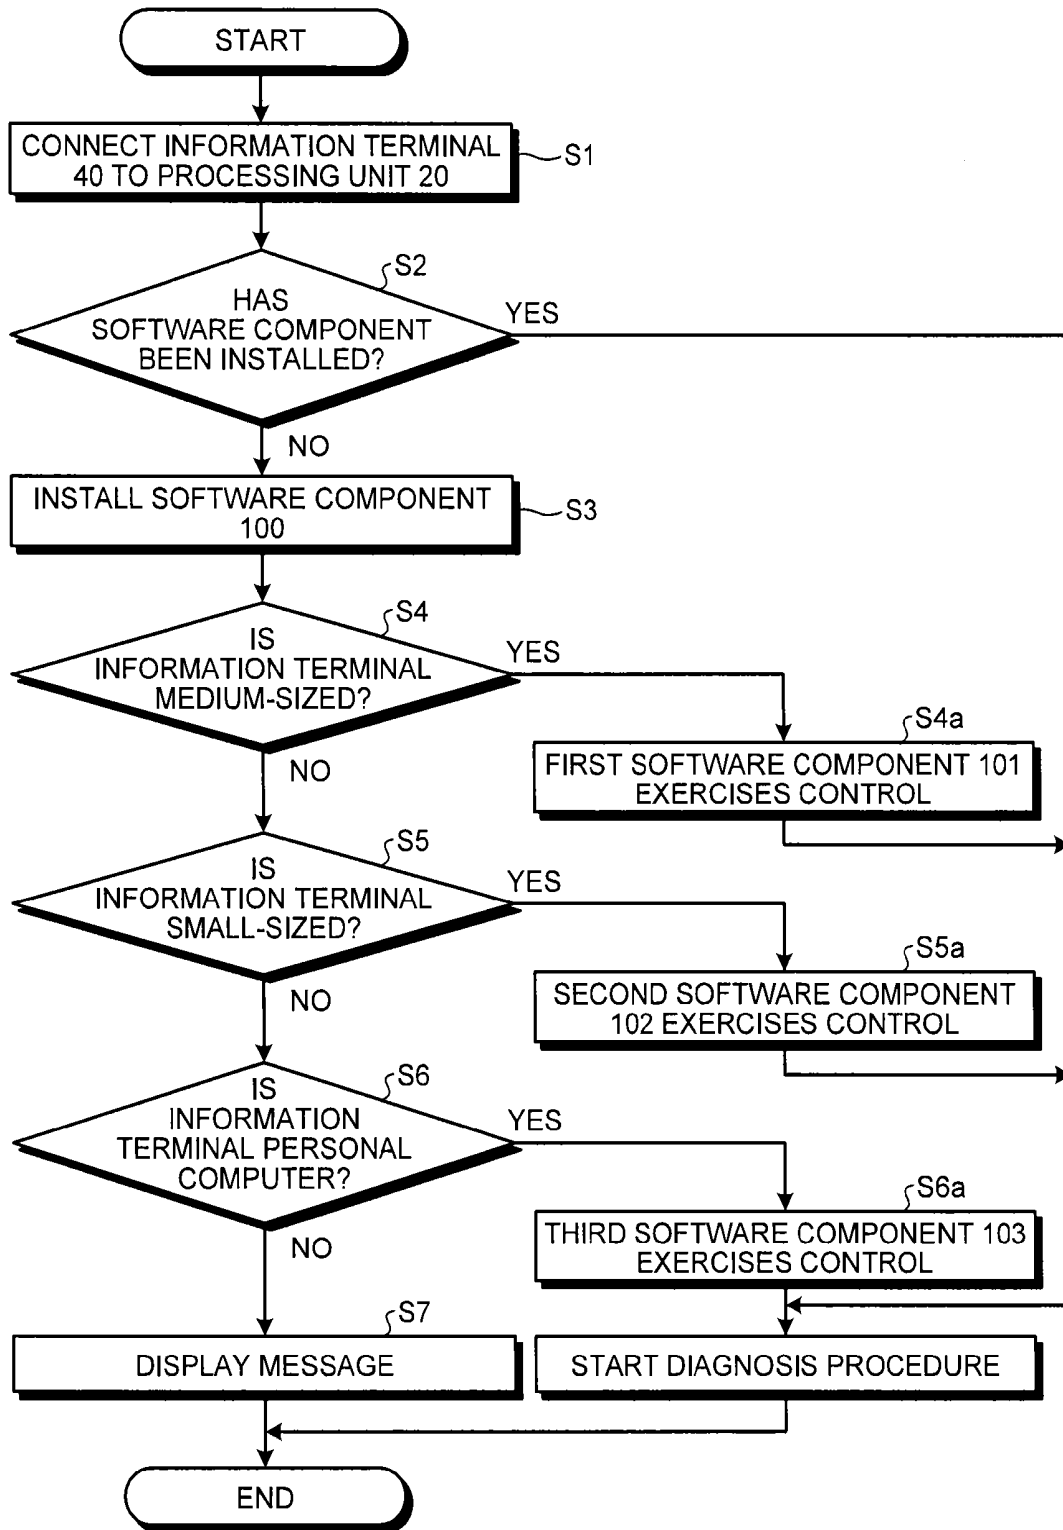 START
CONNECT INFORMATION TERMINAL
40 TO PROCESSING UNIT 20
S1
S2
HAS
SOFTWARE COMPONENT
BEEN INSTALLED?
YES
NO
INSTALL SOFTWARE COMPONENT
100
S3
S4
IS
INFORMATION TERMINAL
MEDIUM-SIZED?
YES
NO
S4a
FIRST SOFTWARE COMPONENT 101
EXERCISES CONTROL
S5
IS
INFORMATION TERMINAL
SMALL-SIZED?
YES
NO
S5a
SECOND SOFTWARE COMPONENT
102 EXERCISES CONTROL
S6
IS
INFORMATION
TERMINAL PERSONAL
COMPUTER?
YES
NO
S6a
THIRD SOFTWARE COMPONENT 103
EXERCISES CONTROL
S7
DISPLAY MESSAGE
START DIAGNOSIS PROCEDURE
END